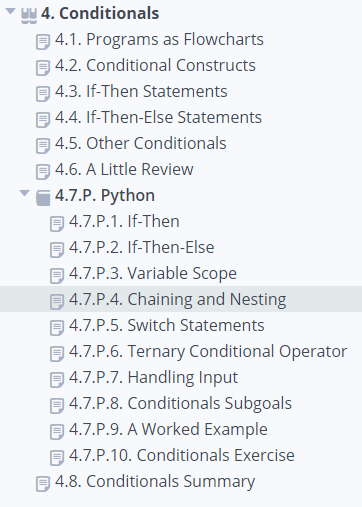 4. Conditionals
4.1. Programs as Flowcharts
4.2. Conditional Constructs
4.3. If-Then Statements
4.4. If-Then-Else Statements
4.5. Other Conditionals
4.6. A Little Review
4.7.P. Python
4.7.P.1. If-Then
4.7.P.2. If-Then-Else
4.7.P.3. Variable Scope
4.7.P.4. Chaining and Nesting
4.7.P.5. Switch Statements
4.7.P.6. Ternary Conditional Operator
4.7.P.7. Handling Input
4.7.P.8. Conditionals Subgoals
4.7.P.9. A Worked Example
4.7.P.10. Conditionals Exercise
4.8. Conditionals Summary